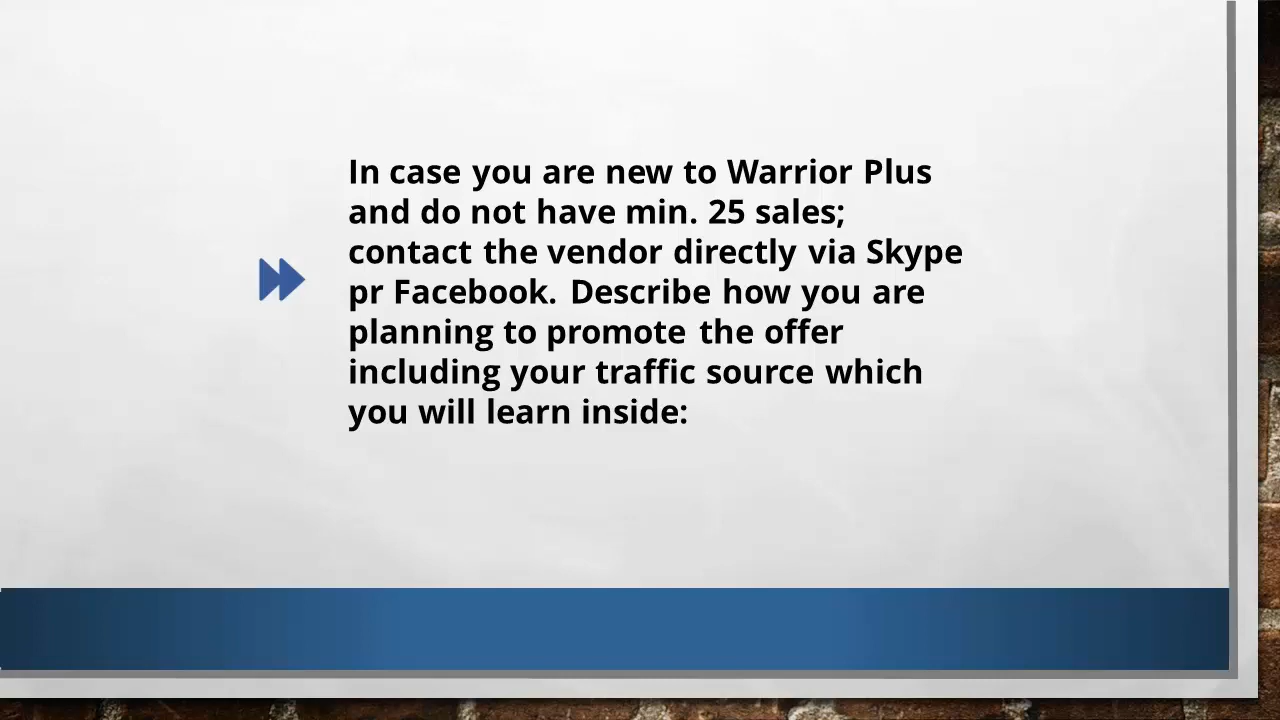 In case you are new to Warrior Plus
and do not have min. 25 sales;
contact the vendor directly via Skype
pr Facebook. Describe how you are
planning to promote the offer
including your traffic source which
you will learn inside: